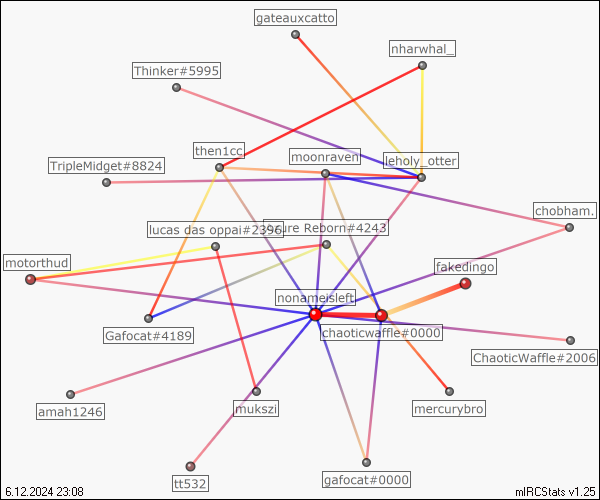 gateauxcatto
nharwhal_
Thinker#5995
then1cc
moonraven
leholy_otter
TripleMidget#8824
chobham.
lucas das oppai#2396
ure Reborn#4243
motorthud
fakedingo
nonameisleft
chaoticwaffle#0000
Gafocat#4189
ChaoticWaffle#2006
amah1246
mukszi
mercurybro
tt532
gafocat#0000
6.12.2024 23:08
mIRCStats v1.25